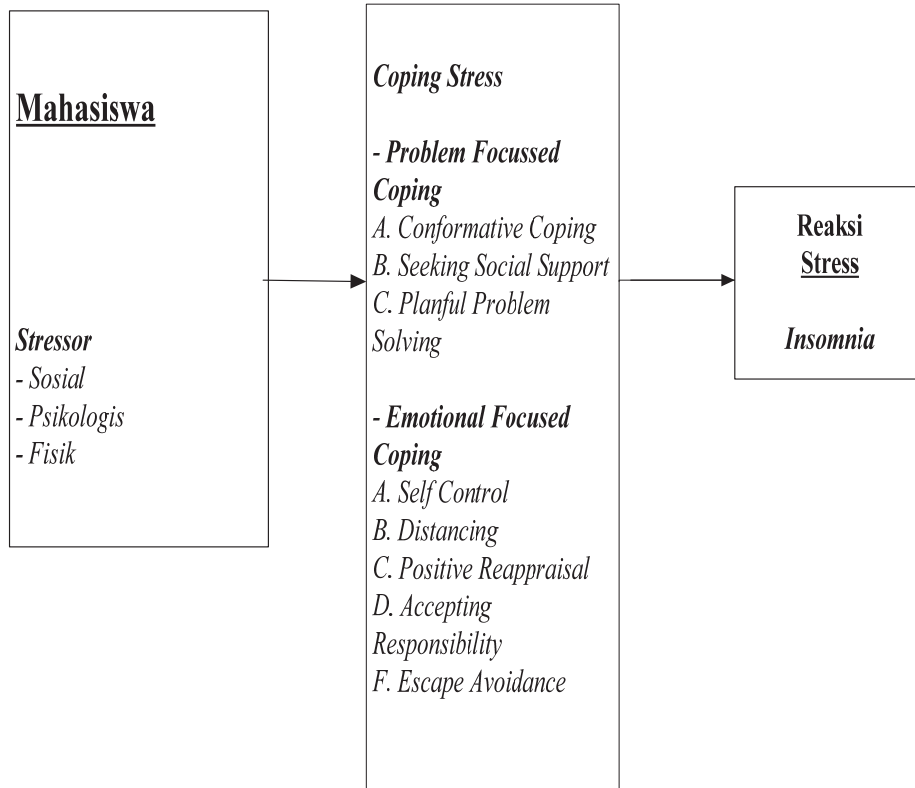 Mahasiswa
Stressor
- Sosial
- Psikologis
- Fisik
Coping Stress
- Problem Focussed
Coping
A. Conformative Coping
B. Seeking Social Support
C. Planful Problem
Solving
- Emotional Focused
Coping
A. Self Control
B. Distancing
C. Positive Reappraisal
D. Accepting
Responsibility
F. Escape Avoidance
Reaksi
Stress
Insomnia